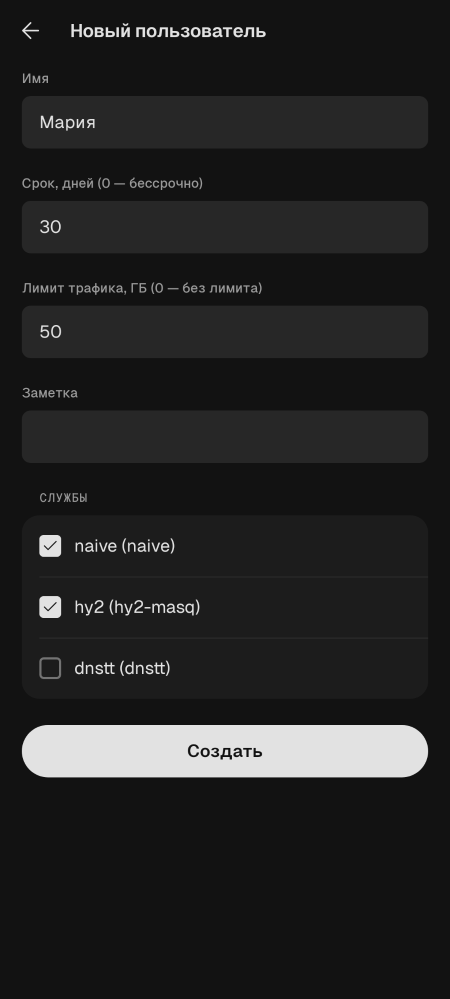 Новый пользователь
Имя
Мария
Срок, дней (0 — бессрочно)
30
Лимит трафика, ГБ (0 — без лимита)
50
Заметка
СЛУЖБЫ
naive (naive)
hy2 (hy2-masq)
dnstt (dnstt)
Создать